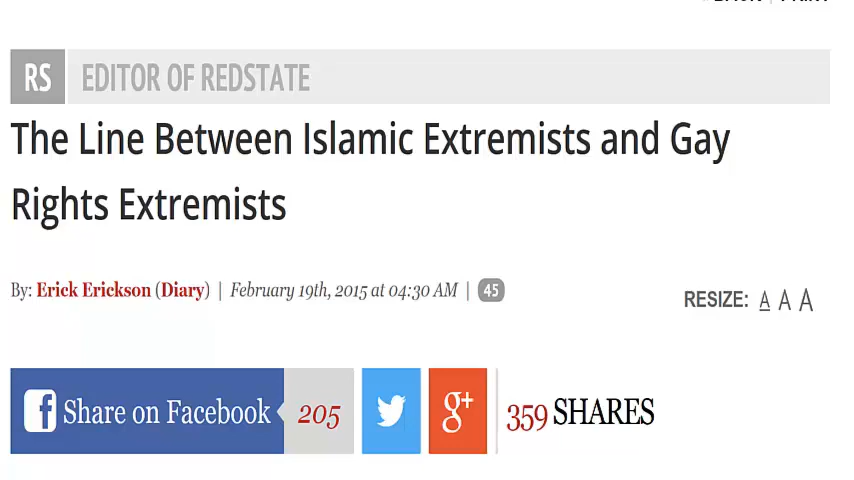 RS EDITOR OF REDSTATE
The Line Between Islamic Extremists and Gay
Rights Extremists
By: Erick Erickson (Diary) | February 19th, 2015 at 04:30 AM | 45
RESIZE: A A A
f Share on Facebook 205 g+ 359 SHARES